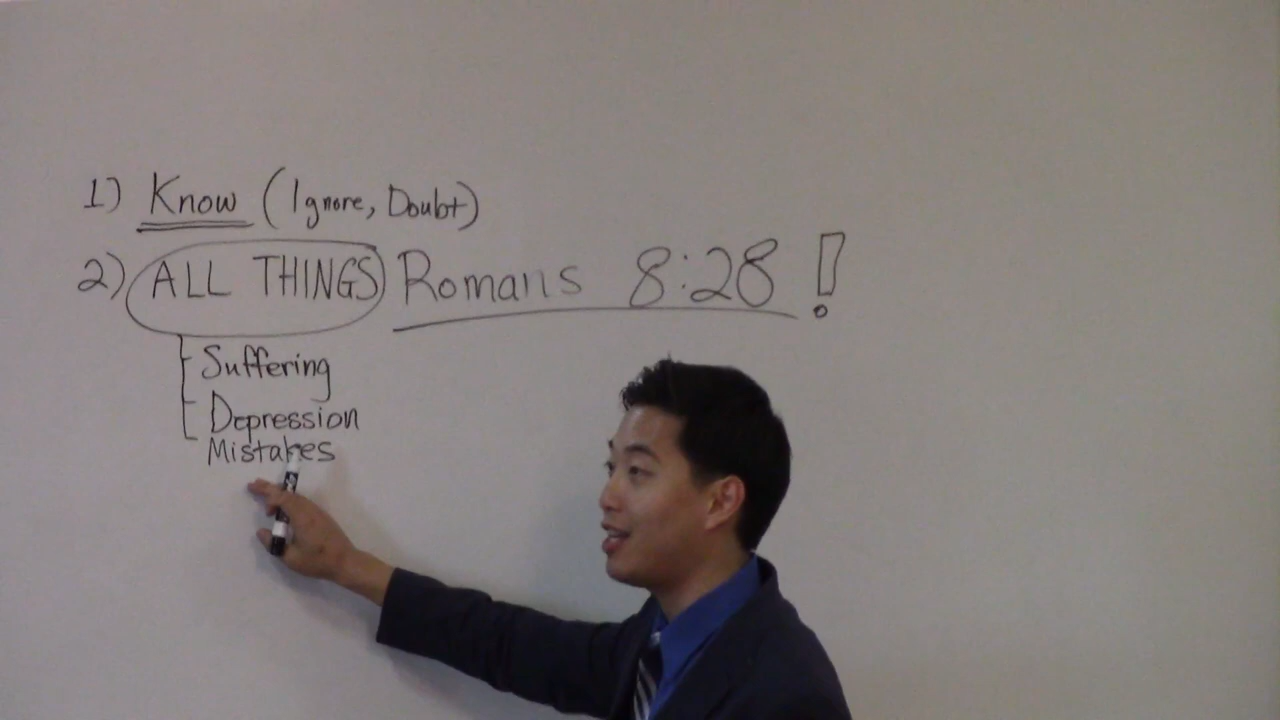 1) Know (Ignore, Doubt)
2) ALL THINGS Romans 8:28!
Suffering
Depression
Mistakes